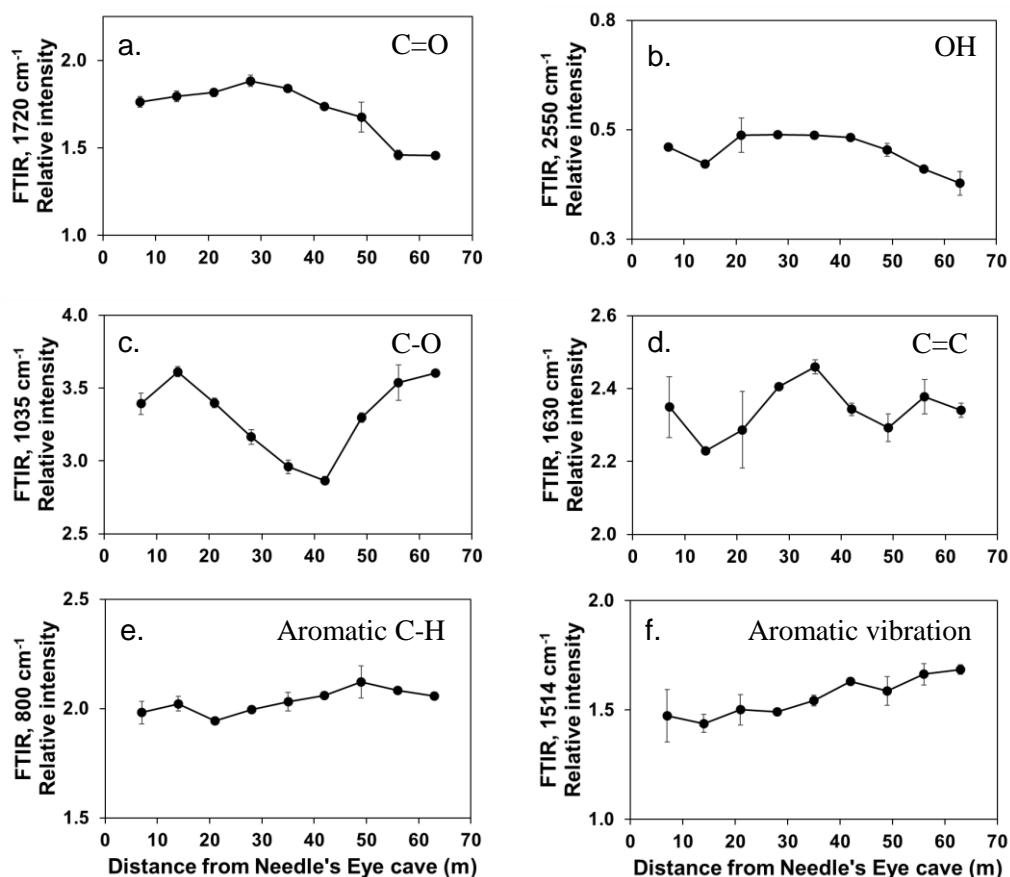 a.
C=O
FTIR, 1720 cm⁻¹
Relative intensity
2.0
1.5
1.0
0 10 20 30 40 50 60 70
b.
OH
FTIR, 2550 cm⁻¹
Relative intensity
0.8
0.5
0.3
0 10 20 30 40 50 60 70
c.
C-O
FTIR, 1035 cm⁻¹
Relative intensity
4.0
3.5
3.0
2.5
0 10 20 30 40 50 60 70
d.
C=C
FTIR, 1630 cm⁻¹
Relative intensity
2.6
2.4
2.2
2.0
0 10 20 30 40 50 60 70
e.
Aromatic C-H
FTIR, 800 cm⁻¹
Relative intensity
2.5
2.0
1.5
0 10 20 30 40 50 60 70
Distance from Needle's Eye cave (m)
f.
Aromatic vibration
FTIR, 1514 cm⁻¹
Relative intensity
2.0
1.5
1.0
0 10 20 30 40 50 60 70
Distance from Needle's Eye cave (m)